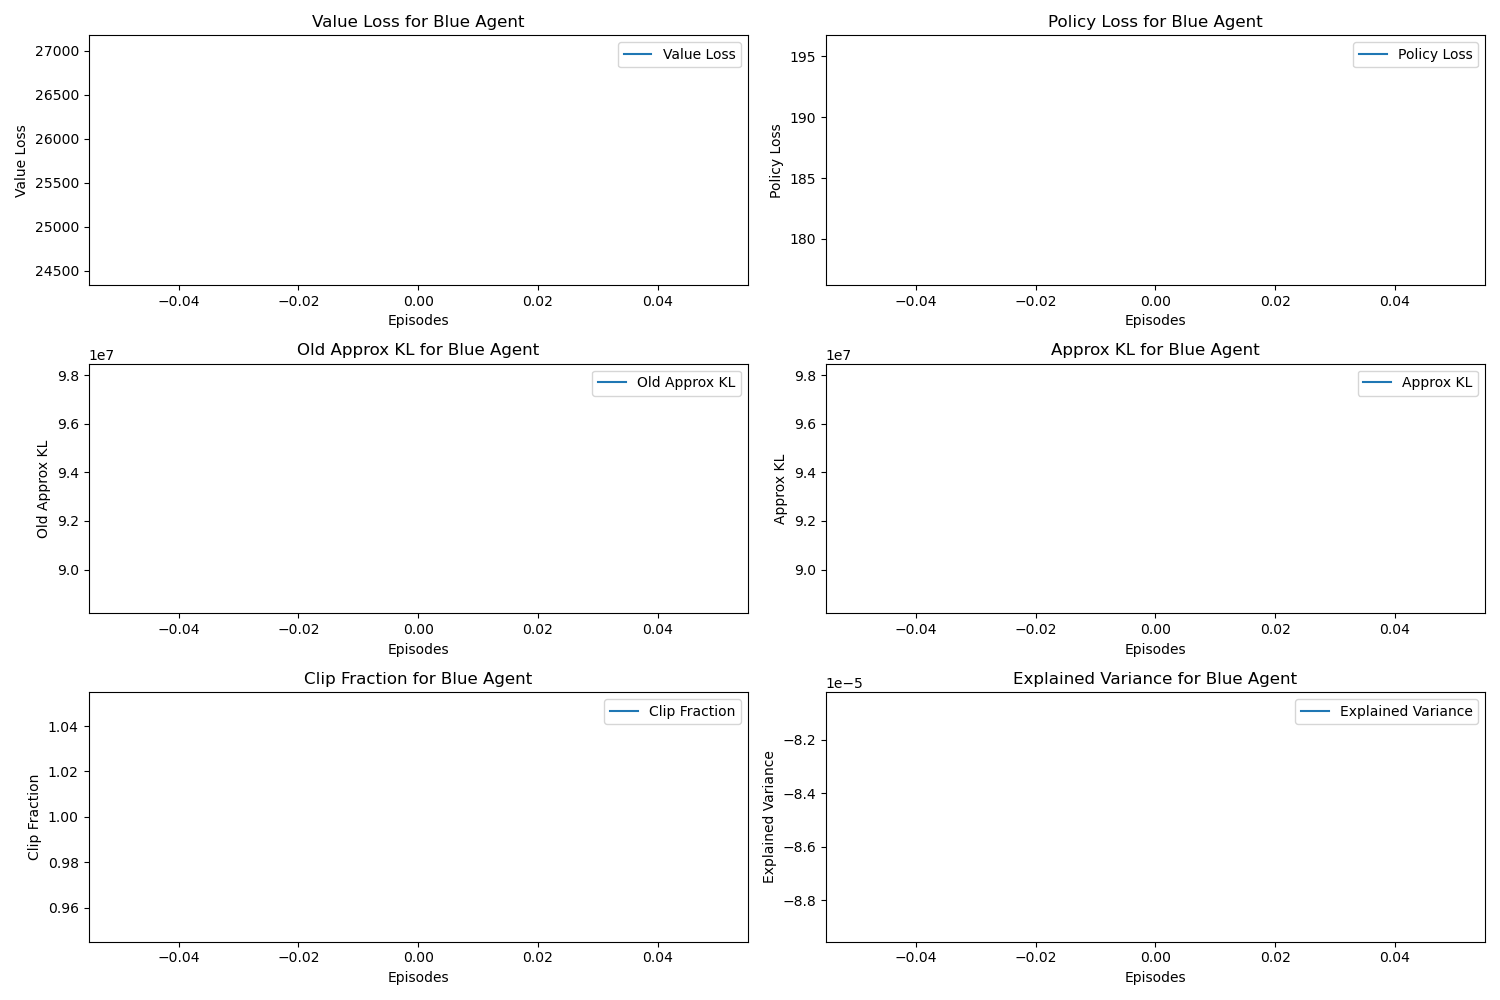 Value Loss for Blue Agent
Value Loss
27000
26500
26000
25500
25000
24500
Value Loss
−0.04 −0.02 0.00 0.02 0.04
Episodes
Policy Loss for Blue Agent
Policy Loss
195
190
185
180
Policy Loss
−0.04 −0.02 0.00 0.02 0.04
Episodes
Old Approx KL for Blue Agent
1e7
Old Approx KL
9.8
9.6
9.4
9.2
9.0
Old Approx KL
−0.04 −0.02 0.00 0.02 0.04
Episodes
Approx KL for Blue Agent
1e7
Approx KL
9.8
9.6
9.4
9.2
9.0
Approx KL
−0.04 −0.02 0.00 0.02 0.04
Episodes
Clip Fraction for Blue Agent
Clip Fraction
1.04
1.02
1.00
0.98
0.96
Clip Fraction
−0.04 −0.02 0.00 0.02 0.04
Episodes
Explained Variance for Blue Agent
1e−5
Explained Variance
−8.2
−8.4
−8.6
−8.8
Explained Variance
−0.04 −0.02 0.00 0.02 0.04
Episodes